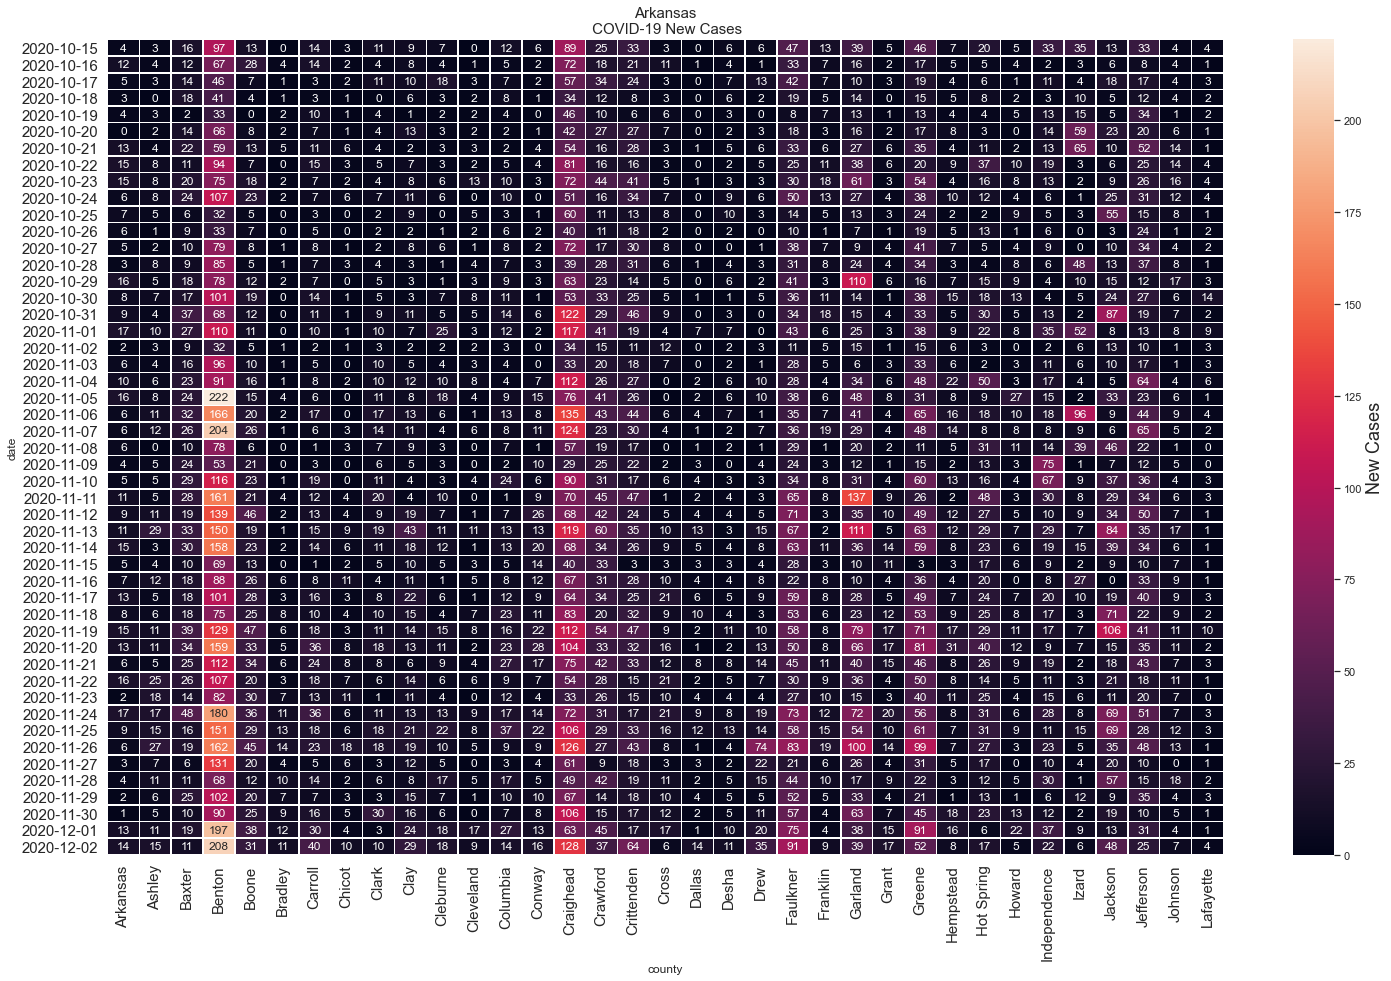 Arkansas
COVID-19 New Cases
2020-10-15 4 3 16 97 13 0 14 3 11 9 7 0 12 6 89 25 33 3 0 6 6 47 13 39 5 46 7 20 5 33 35 13 33 4 4
2020-10-16 12 4 12 67 28 4 14 2 4 8 4 1 5 2 72 18 21 11 1 4 1 33 7 16 2 17 5 5 4 2 3 6 8 4 1
2020-10-17 5 3 14 46 7 1 3 2 11 10 18 3 7 2 57 34 24 3 0 7 13 42 7 10 3 19 4 6 1 11 4 18 17 4 3
2020-10-18 3 0 18 41 4 1 3 1 0 6 3 2 8 1 34 12 8 3 0 6 2 19 5 14 0 15 5 8 2 3 10 5 12 4 2
2020-10-19 4 3 2 33 0 2 10 1 4 1 2 2 4 0 46 10 6 6 0 3 0 8 7 13 1 13 4 4 5 13 15 5 34 1 2
2020-10-20 0 2 14 66 8 2 7 1 4 13 3 2 2 1 42 27 27 7 0 2 3 18 3 16 2 17 8 3 0 14 59 23 20 6 1
2020-10-21 13 4 22 59 13 5 11 6 4 2 3 3 2 4 54 16 28 3 1 5 6 33 6 27 6 35 4 11 2 13 65 10 52 14 1
2020-10-22 15 8 11 94 7 0 15 3 5 7 3 2 5 4 81 16 16 3 0 2 5 25 11 38 6 20 9 37 10 19 3 6 25 14 4
2020-10-23 15 8 20 75 18 2 7 2 4 8 6 13 10 3 72 44 41 5 1 3 3 30 18 61 3 54 4 16 8 13 2 9 26 16 4
2020-10-24 6 8 24 107 23 2 7 6 7 11 6 0 10 0 51 16 34 7 0 9 6 50 13 27 4 38 10 12 4 6 1 25 31 12 4
2020-10-25 7 5 6 32 5 0 3 0 2 9 0 5 3 1 60 11 13 8 0 10 3 14 5 13 3 24 2 2 9 5 3 55 15 8 1
2020-10-26 6 1 9 33 7 0 5 0 2 2 1 2 6 2 40 11 18 2 0 2 0 10 1 7 1 19 5 13 1 6 0 3 24 1 2
2020-10-27 5 2 10 79 8 1 8 1 2 8 6 1 8 2 72 17 30 8 0 0 1 38 7 9 4 41 7 5 4 9 0 10 34 4 2
2020-10-28 3 8 9 85 5 1 7 3 4 3 1 4 7 3 39 28 31 6 1 4 3 31 8 24 4 34 3 4 8 6 48 13 37 8 1
2020-10-29 16 5 18 78 12 2 7 0 5 3 1 3 9 3 63 23 14 5 0 6 2 41 3 110 6 16 7 15 9 4 10 15 12 17 3
2020-10-30 8 7 17 101 19 0 14 1 5 3 7 8 11 1 53 33 25 5 1 1 5 36 11 14 1 38 15 18 13 4 5 24 27 6 14
2020-10-31 9 4 37 68 12 0 11 1 9 11 5 5 14 6 122 29 46 9 0 3 0 34 18 15 4 33 5 30 5 13 2 87 19 7 2
2020-11-01 17 10 27 110 11 0 10 1 10 7 25 3 12 2 117 41 19 4 7 7 0 43 6 25 3 38 9 22 8 35 52 8 13 8 9
2020-11-02 2 3 9 32 5 1 2 1 3 2 2 1 3 0 34 15 11 12 0 2 3 11 5 15 1 15 6 3 0 2 6 13 10 1 3
2020-11-03 6 4 16 96 10 1 5 0 10 5 4 3 4 0 33 20 18 7 0 2 1 28 5 6 3 33 6 2 3 11 6 10 17 1 3
2020-11-04 10 6 23 91 16 1 8 2 10 12 10 8 4 7 112 26 27 0 2 6 10 28 4 34 6 48 22 50 3 17 4 5 64 4 6
2020-11-05 16 8 24 222 15 4 6 0 11 8 18 4 9 15 76 41 26 0 2 6 10 38 6 48 8 31 8 9 27 15 2 33 23 6 1
2020-11-06 6 11 32 166 20 2 17 0 17 13 6 1 13 8 135 43 44 6 4 7 1 35 7 41 4 65 16 18 10 18 96 9 44 9 4
2020-11-07 6 12 26 204 26 1 6 3 14 11 4 6 8 11 124 23 30 4 1 2 7 36 19 29 4 48 14 8 8 8 9 6 65 5 2
2020-11-08 6 0 10 78 6 0 1 3 7 9 3 0 7 1 57 19 17 0 1 2 2 29 1 20 2 11 5 31 11 14 39 46 22 1 0
2020-11-09 4 5 24 53 21 0 3 0 6 5 3 0 2 10 29 25 22 2 3 0 4 24 3 12 1 15 2 13 3 75 1 7 12 5 0
2020-11-10 5 5 29 116 23 1 19 0 11 4 3 4 24 6 90 31 17 6 4 3 3 34 8 31 4 60 13 16 4 67 9 37 36 4 3
2020-11-11 11 5 28 161 21 4 12 4 20 4 10 0 1 9 70 45 47 1 2 4 3 65 8 137 9 26 2 48 3 30 8 29 34 6 3
2020-11-12 9 11 19 139 46 2 13 4 9 19 7 1 7 26 68 42 24 5 4 4 5 71 3 35 10 49 12 27 5 10 9 34 50 7 1
2020-11-13 11 29 33 150 19 1 15 9 19 43 11 11 13 13 119 60 35 10 13 3 15 67 2 111 5 63 12 29 7 29 7 84 35 17 1
2020-11-14 15 3 30 158 23 2 14 6 11 18 12 1 13 20 68 34 26 9 5 4 8 63 11 36 14 59 8 23 6 19 15 39 34 6 1
2020-11-15 5 4 10 69 13 0 1 2 5 10 5 3 5 14 40 33 3 3 3 3 4 28 3 10 11 3 3 17 6 9 2 9 10 7 1
2020-11-16 7 12 18 88 26 6 8 11 4 11 1 5 8 12 67 31 28 10 4 4 8 22 8 10 4 36 4 20 0 8 27 0 33 9 1
2020-11-17 13 5 18 101 28 3 16 3 8 22 6 1 12 9 64 34 25 21 6 5 9 59 8 28 5 49 7 24 7 20 10 19 40 9 3
2020-11-18 8 6 18 75 25 8 10 4 10 15 4 7 23 11 83 20 32 9 10 4 3 53 6 23 12 53 9 25 8 17 3 71 22 9 2
2020-11-19 15 11 39 129 47 6 18 3 11 14 15 8 16 22 112 54 47 9 2 11 10 58 8 79 17 71 17 29 11 17 7 106 41 11 10
2020-11-20 13 11 34 159 33 5 36 8 18 13 11 2 23 28 104 33 32 16 1 2 13 50 8 66 17 81 31 40 12 9 7 15 35 11 2
2020-11-21 6 5 25 112 34 6 24 8 8 6 9 4 27 17 75 42 33 12 8 8 14 45 11 40 15 46 8 26 9 19 2 18 43 7 3
2020-11-22 16 25 26 107 20 3 18 7 6 14 6 6 9 7 54 28 15 21 2 5 7 30 9 36 4 50 8 14 5 11 3 21 18 11 1
2020-11-23 2 18 14 82 30 7 13 11 1 11 4 0 12 4 33 26 15 10 4 4 4 27 10 15 3 40 11 25 4 15 6 11 20 7 0
2020-11-24 17 17 48 180 36 11 36 6 11 13 13 9 17 14 72 31 17 21 9 8 19 73 12 72 20 56 8 31 6 28 8 69 51 7 3
2020-11-25 9 15 16 151 29 13 18 6 18 21 22 8 37 22 106 29 33 16 12 13 14 58 15 54 10 61 7 31 9 11 15 69 28 12 3
2020-11-26 6 27 19 162 45 14 23 18 18 19 10 5 9 9 126 27 43 8 1 4 74 83 19 100 14 99 7 27 3 23 5 35 48 13 1
2020-11-27 3 7 6 131 20 4 5 6 3 12 5 0 3 4 61 9 18 3 3 2 22 21 6 26 4 31 5 17 0 10 4 20 10 0 1
2020-11-28 4 11 11 68 12 10 14 2 6 8 17 5 17 5 49 42 19 11 2 5 15 44 10 17 9 22 3 12 5 30 1 57 15 18 2
2020-11-29 2 6 25 102 20 7 7 3 3 15 7 1 10 10 67 14 18 10 4 5 5 52 5 33 4 21 1 13 1 6 12 9 35 4 3
2020-11-30 1 5 10 90 25 9 16 5 30 16 6 0 7 8 106 15 17 12 2 5 11 57 4 63 7 45 18 23 13 12 2 19 10 5 1
2020-12-01 13 11 19 197 38 12 30 4 3 24 18 17 27 13 63 45 17 17 1 10 20 75 4 38 15 91 16 6 22 37 9 13 31 4 1
2020-12-02 14 15 11 208 31 11 40 10 10 29 18 9 14 16 128 37 64 6 14 11 35 91 9 39 17 52 8 17 5 22 6 48 25 7 4
Arkansas Ashley Baxter Benton Boone Bradley Carroll Chicot Clark Clay Cleburne Cleveland Columbia Conway Craighead Crawford Crittenden Cross Dallas Desha Drew Faulkner Franklin Garland Grant Greene Hempstead Hot Spring Howard Independence Izard Jackson Jefferson Johnson Lafayette
county
date
200
175
150
125
100
75
50
25
0
New Cases